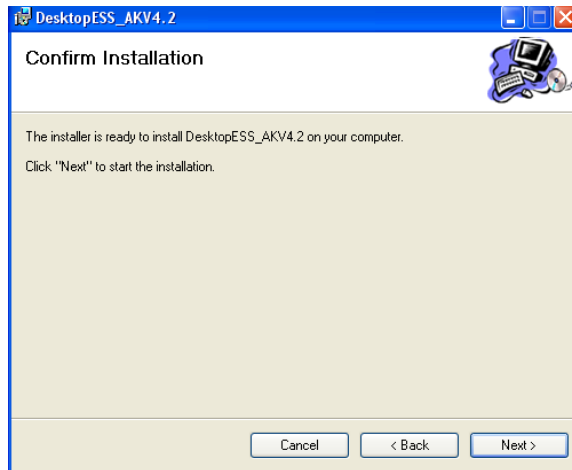 DesktopESS_AKV4.2
Confirm Installation
The installer is ready to install DesktopESS_AKV4.2 on your computer.
Click "Next" to start the installation.
Cancel
< Back
Next >